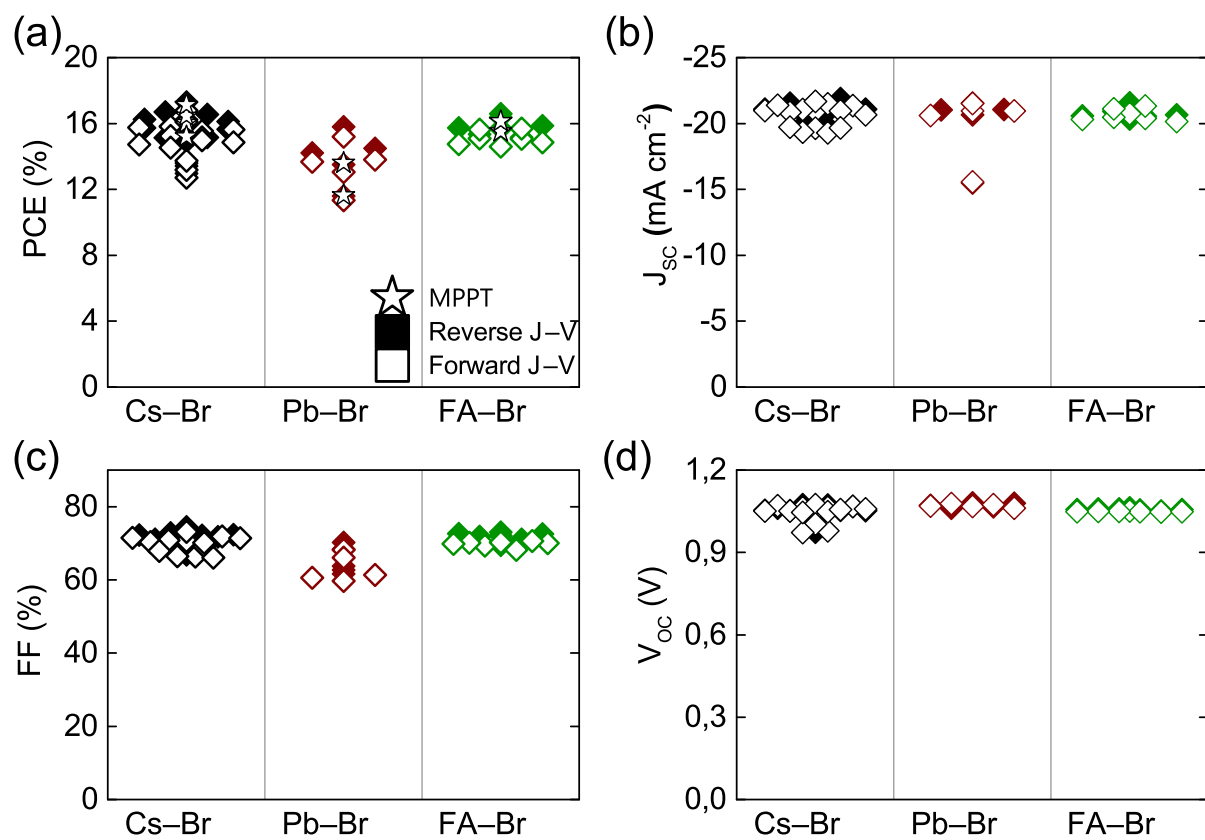 (a)
PCE (%)
20
16
12
8
4
0
MPPT
Reverse J–V
Forward J–V
Cs–Br Pb–Br FA–Br
(b)
J_SC (mA cm⁻²)
-25
-20
-15
-10
-5
0
Cs–Br Pb–Br FA–Br
(c)
FF (%)
80
60
40
20
0
Cs–Br Pb–Br FA–Br
(d)
V_OC (V)
1,2
0,9
0,6
0,3
0,0
Cs–Br Pb–Br FA–Br